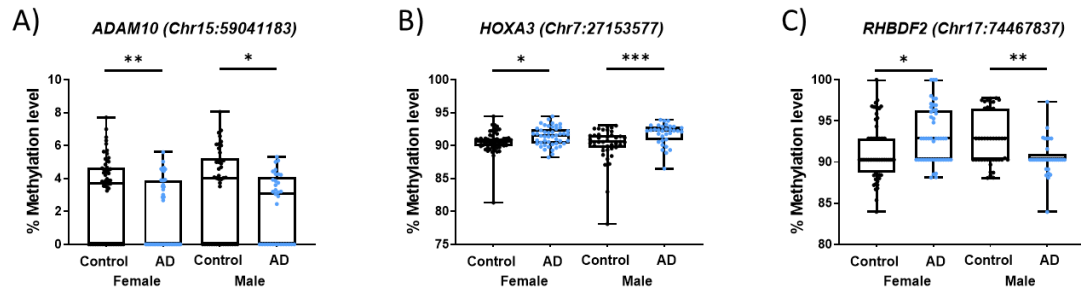 A)
ADAM10 (Chr15:59041183)
** *
% Methylation level
10
8
6
4
2
0
Control AD Control AD
Female Male
B)
HOXA3 (Chr7:27153577)
* ***
% Methylation level
100
95
90
85
80
75
Control AD Control AD
Female Male
C)
RHBDF2 (Chr17:74467837)
* **
% Methylation level
100
95
90
85
80
Control AD Control AD
Female Male